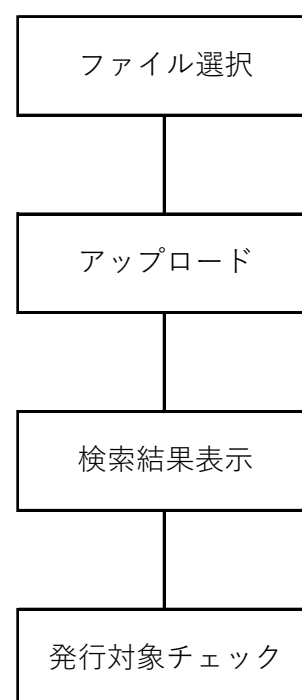 ファイル選択
アップロード
検索結果表示
発行対象チェック